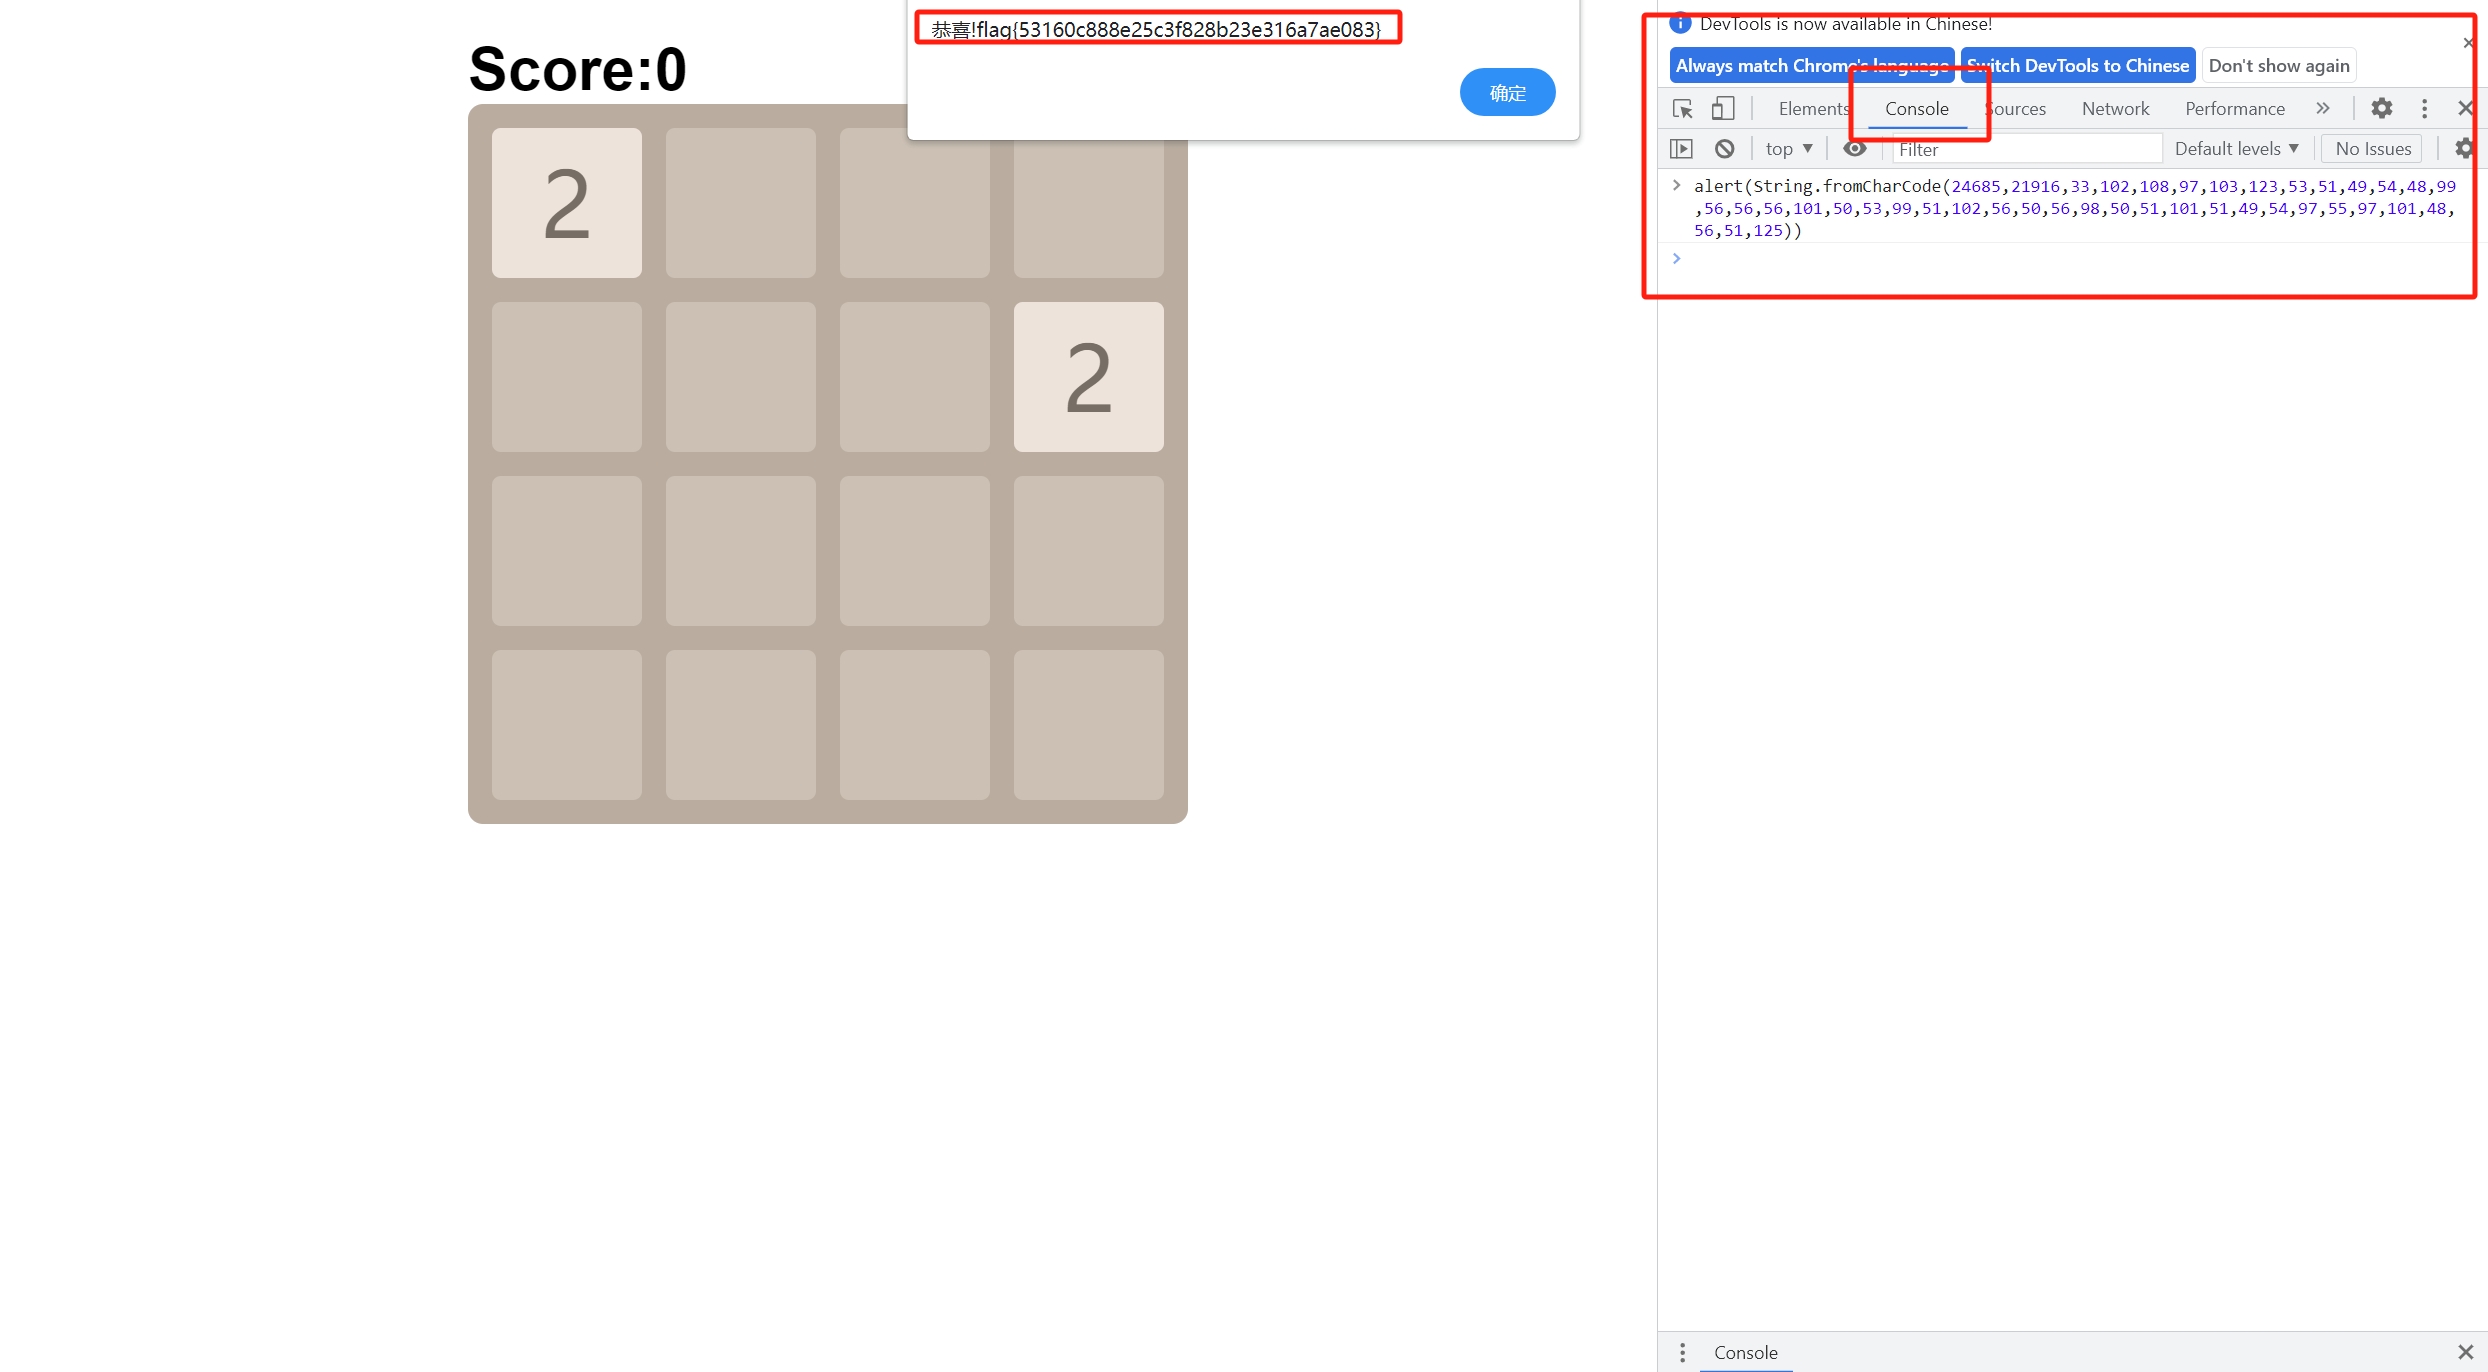 恭喜!flag{53160c888e25c3f828b23e316a7ae083}
确定
Score:0
2
2
DevTools is now available in Chinese!
Always match Chrome's language Switch DevTools to Chinese Don't show again
Elements Console Sources Network Performance
top Filter Default levels No Issues
alert(String.fromCharCode(24685,21916,33,102,108,97,103,123,53,51,49,54,48,99
,56,56,56,101,50,53,99,51,102,56,50,56,98,50,51,101,51,49,54,97,55,97,101,48,
56,51,125))
Console